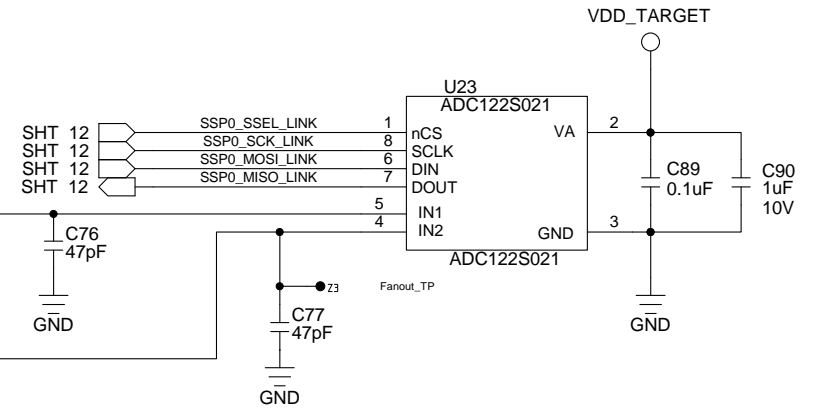 VDD_TARGET
U23
ADC122S021
SHT 12 SSP0_SSEL_LINK 1 nCS
SHT 12 SSP0_SCK_LINK 8 SCLK
SHT 12 SSP0_MOSI_LINK 6 DIN
SHT 12 SSP0_MISO_LINK 7 DOUT
VA 2
5 IN1
4 IN2
GND 3
ADC122S021
C89
0.1uF
C90
1uF
10V
C76
47pF
GND
Z3 Fanout_TP
C77
47pF
GND
GND